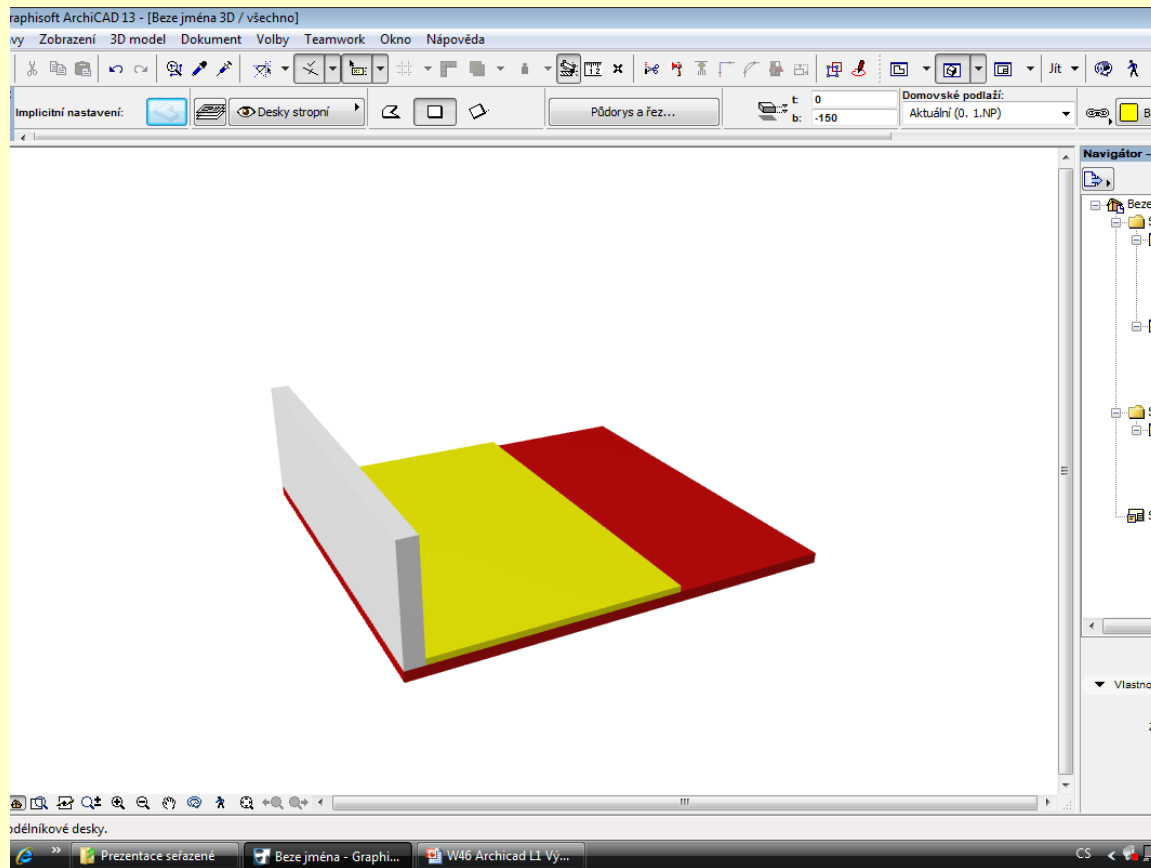 raphisoft ArchiCAD 13 - [Beze jména 3D / všechno]
vy Zobrazení 3D model Dokument Volby Teamwork Okno Nápověda
Jít
Implicitní nastavení: Desky stropní Půdorys a řez... t: 0 Domovské podlaží:
b: -150 Aktuální (0. 1.NP) B
Navigátor -
Beze
S
S
S
Vlastno
odélníkové desky.
Prezentace seřazené Beze jména - Graphi... W46 Archicad L1 Vý... CS